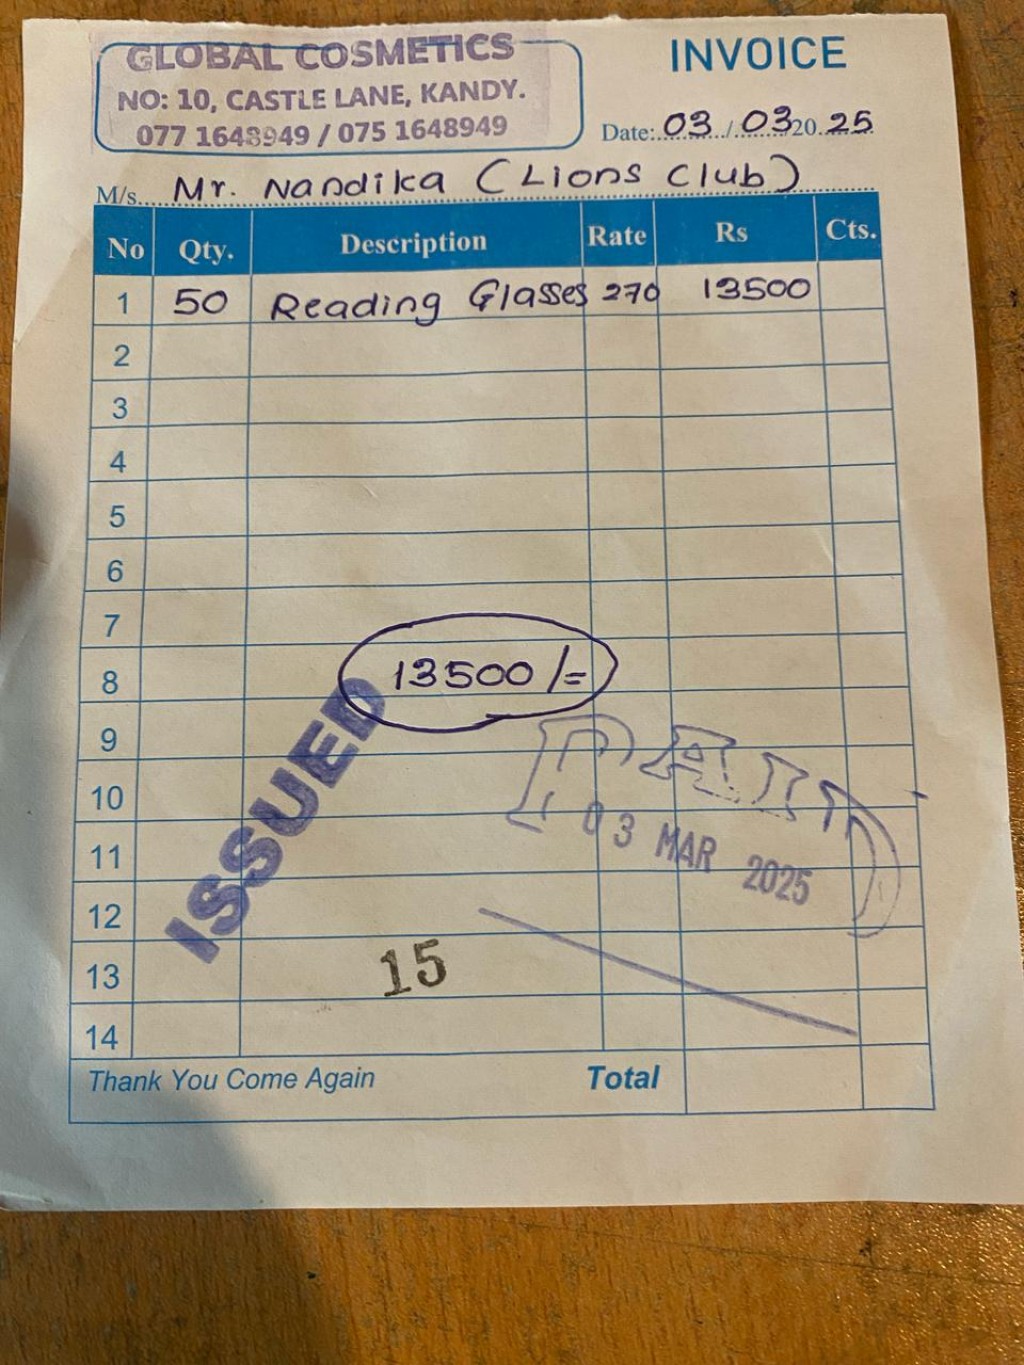 GLOBAL COSMETICS
NO: 10, CASTLE LANE, KANDY.
077 1648949 / 075 1648949
INVOICE
Date: 03 / 03 20 25
M/s. Mr. Nandika (Lions Club)
No Qty. Description Rate Rs Cts.
1 50 Reading Glasses 270 13500
2
3
4
5
6
7
8 13500/=
9
10
11
12
13
14
ISSUED
PAID
03 MAR 2025
15
Thank You Come Again Total